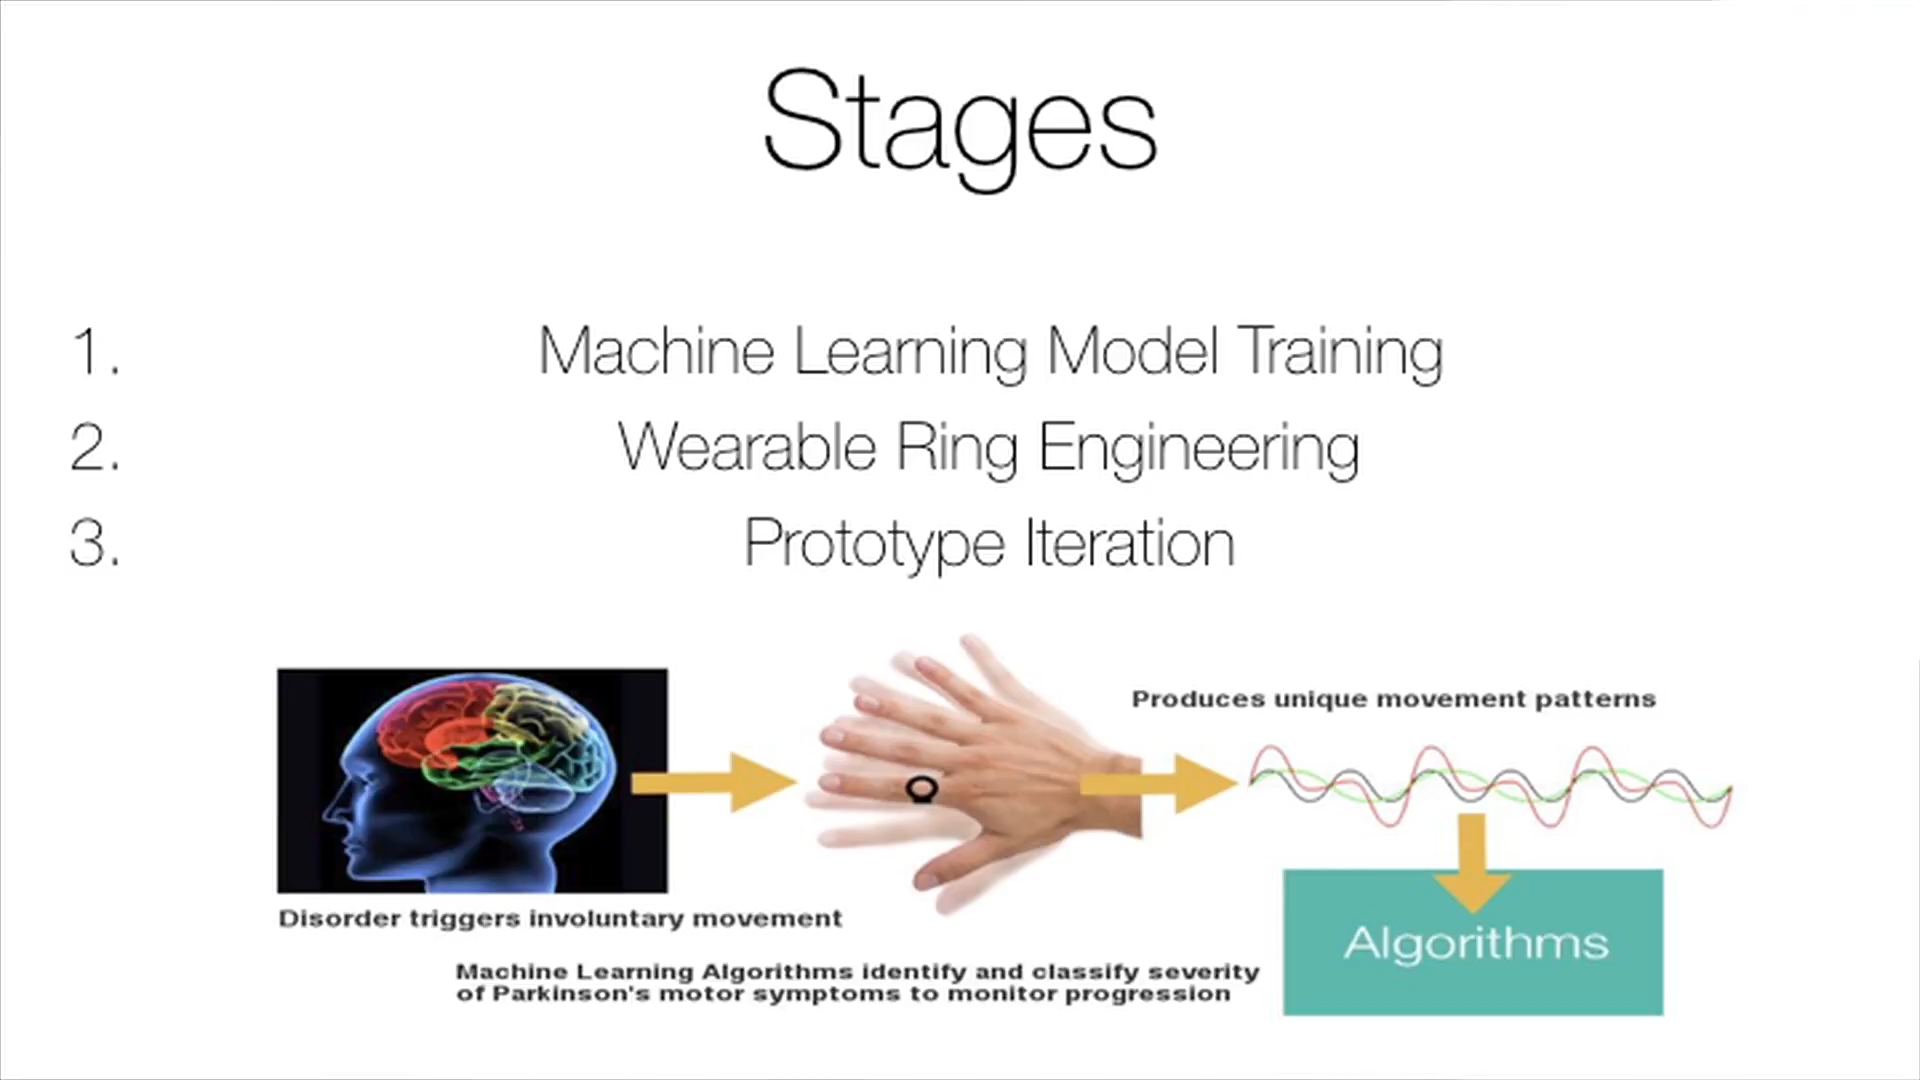 Stages
1. Machine Learning Model Training
2. Wearable Ring Engineering
3. Prototype Iteration
Produces unique movement patterns
Disorder triggers involuntary movement
Algorithms
Machine Learning Algorithms identify and classify severity
of Parkinson's motor symptoms to monitor progression